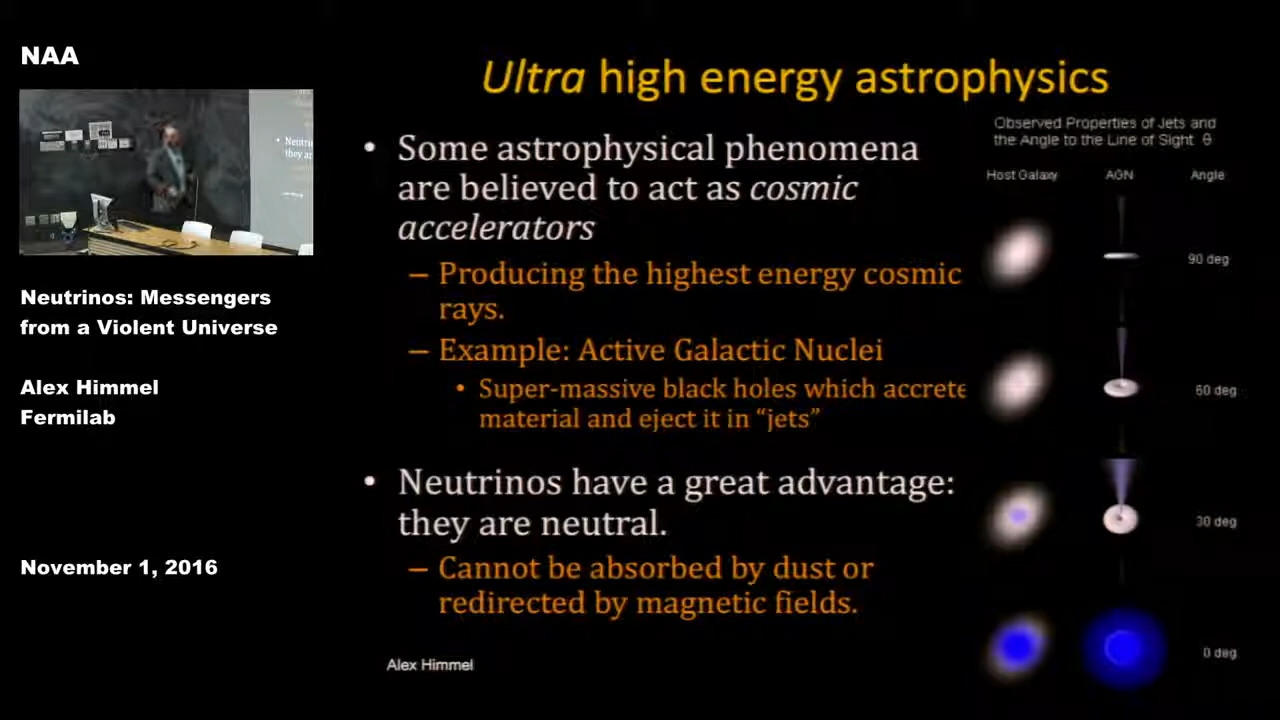 NAA
Neutrinos: Messengers
from a Violent Universe
Alex Himmel
Fermilab
November 1, 2016
Ultra high energy astrophysics
• Some astrophysical phenomena
are believed to act as cosmic
accelerators
– Producing the highest energy cosmic
rays.
– Example: Active Galactic Nuclei
• Super-massive black holes which accrete
material and eject it in “jets”
• Neutrinos have a great advantage:
they are neutral.
– Cannot be absorbed by dust or
redirected by magnetic fields.
Alex Himmel
Observed Properties of Jets and
the Angle to the Line of Sight θ
Host Galaxy AGN Angle
90 deg
60 deg
30 deg
0 deg
• Neutri
they ar